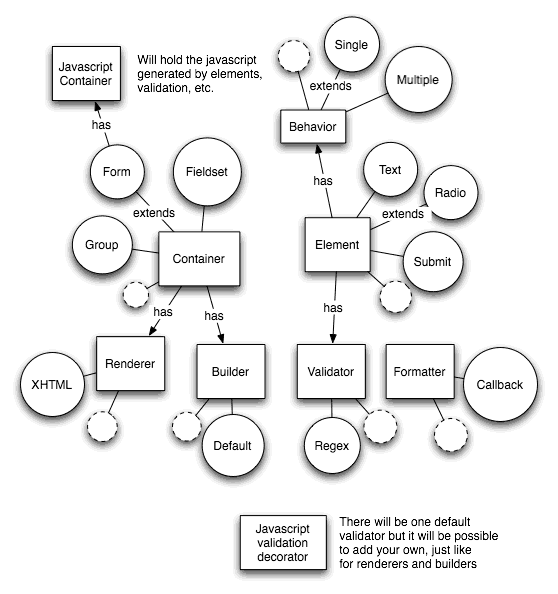 Javascript
Container
Will hold the javascript
generated by elements,
validation, etc.
Single
Multiple
extends
Behavior
has
has
Form
Fieldset
extends
Group
Container
has
has
Text
Radio
extends
Element
Submit
has
Renderer
XHTML
Builder
Default
Validator
Regex
Formatter
Callback
Javascript
validation
decorator
There will be one default
validator but it will be possible
to add your own, just like
for renderers and builders